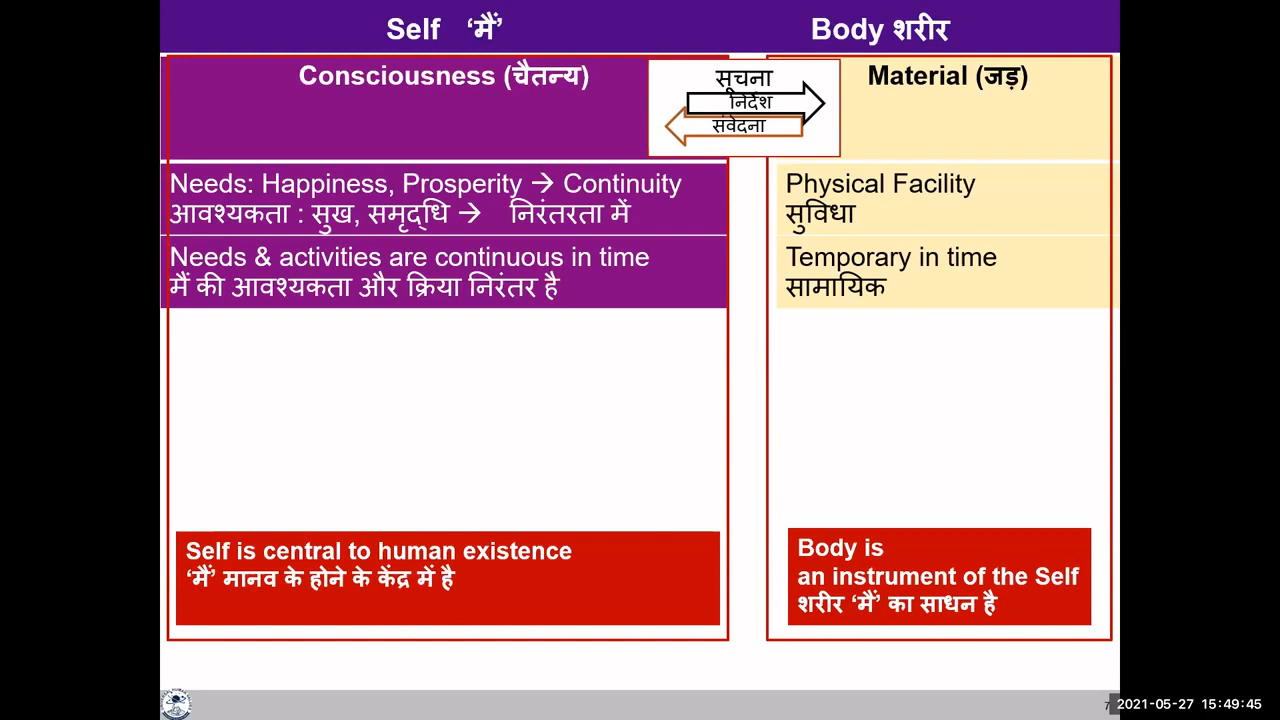 Self ‘मैं’
Body शरीर
Consciousness (चैतन्य)
सूचना
निर्देश
संवेदना
Material (जड़)
Needs: Happiness, Prosperity → Continuity
आवश्यकता : सुख, समृद्धि → निरंतरता में
Physical Facility
सुविधा
Needs & activities are continuous in time
मैं की आवश्यकता और क्रिया निरंतर है
Temporary in time
सामायिक
Self is central to human existence
‘मैं’ मानव के होने के केंद्र में है
Body is
an instrument of the Self
शरीर ‘मैं’ का साधन है
2021-05-27 15:49:45